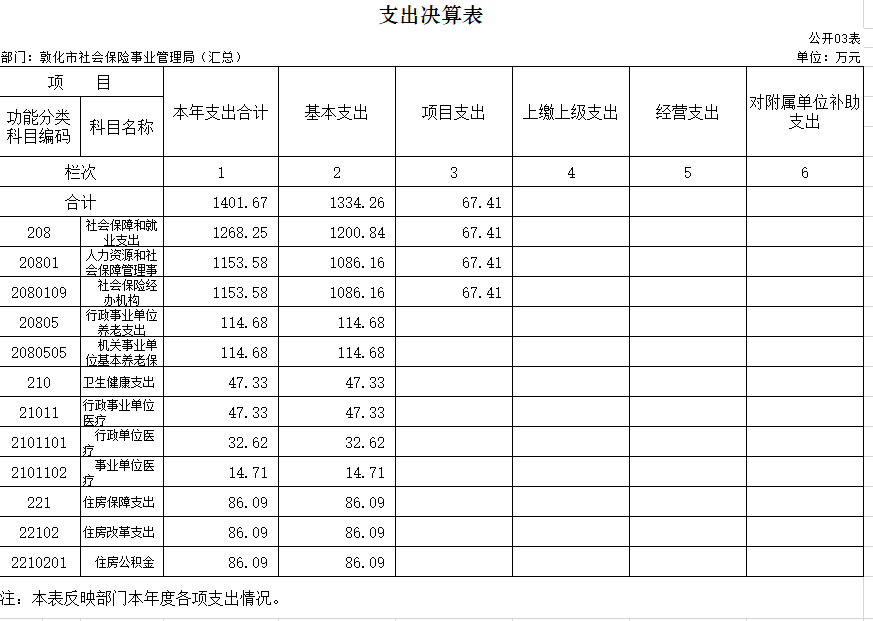 支出决算表
公开03表
部门：敦化市社会保险事业管理局（汇总） 单位：万元
项 目 本年支出合计 基本支出 项目支出 上缴上级支出 经营支出 对附属单位补助
支出
功能分类
科目编码 科目名称
栏次 1 2 3 4 5 6
合计 1401.67 1334.26 67.41
208 社会保障和就
业支出 1268.25 1200.84 67.41
20801 人力资源和社
会保障管理事 1153.58 1086.16 67.41
2080109 社会保险经
办机构 1153.58 1086.16 67.41
20805 行政事业单位
养老支出 114.68 114.68
2080505 机关事业单
位基本养老保 114.68 114.68
210 卫生健康支出 47.33 47.33
21011 行政事业单位
医疗 47.33 47.33
2101101 行政单位医
疗 32.62 32.62
2101102 事业单位医
疗 14.71 14.71
221 住房保障支出 86.09 86.09
22102 住房改革支出 86.09 86.09
2210201 住房公积金 86.09 86.09
注：本表反映部门本年度各项支出情况。